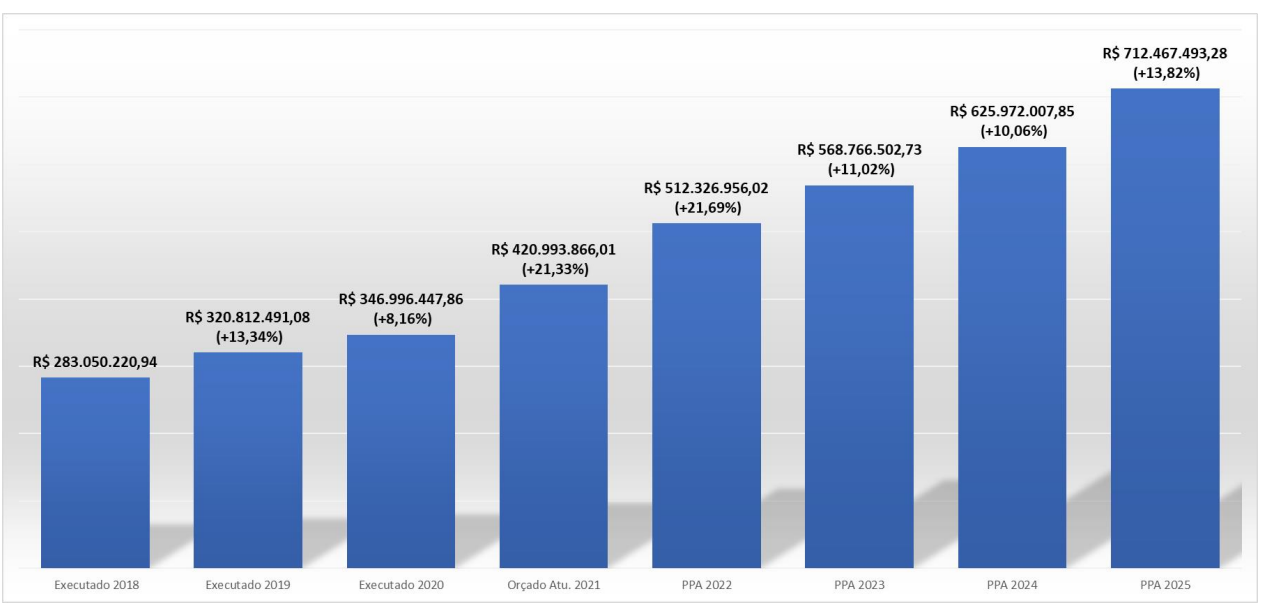 R$ 712.467.493,28
(+13,82%)
R$ 625.972.007,85
(+10,06%)
R$ 568.766.502,73
(+11,02%)
R$ 512.326.956,02
(+21,69%)
R$ 420.993.866,01
(+21,33%)
R$ 346.996.447,86
(+8,16%)
R$ 320.812.491,08
(+13,34%)
R$ 283.050.220,94
Executado 2018
Executado 2019
Executado 2020
Orçado Atu. 2021
PPA 2022
PPA 2023
PPA 2024
PPA 2025